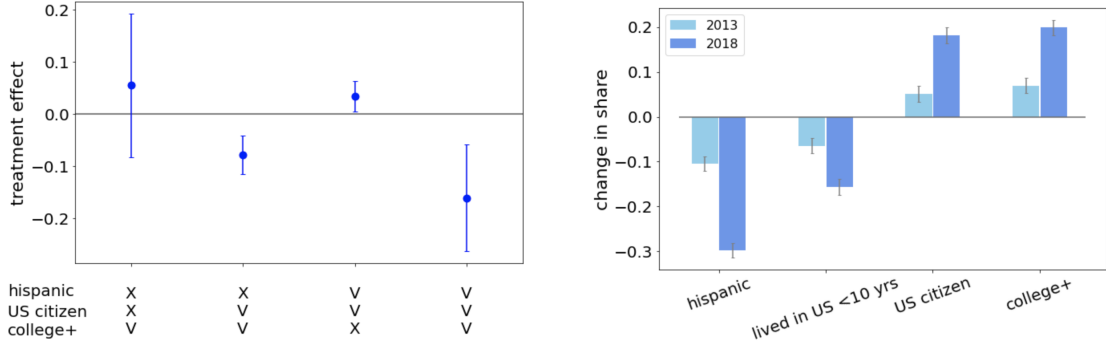 0.2
0.1
0.0
−0.1
−0.2
treatment effect
hispanic X X V V
US citizen X V V V
college+ V V X V
2013
2018
0.2
0.1
0.0
−0.1
−0.2
−0.3
change in share
hispanic
lived in US <10 yrs
US citizen
college+